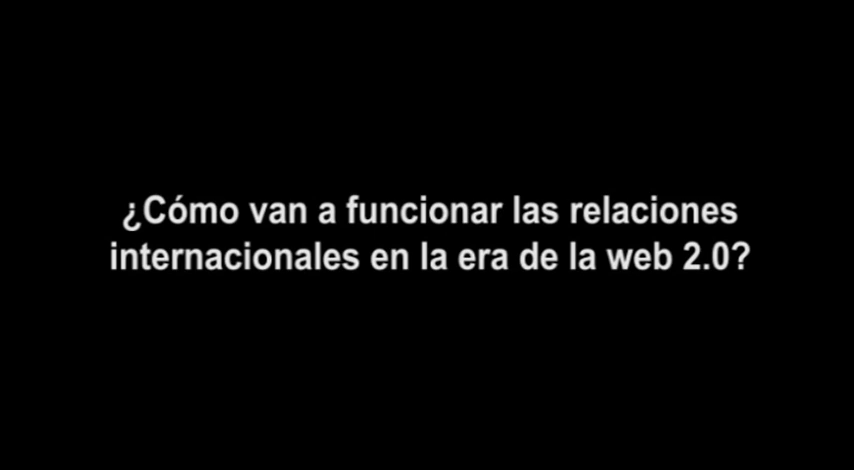 ¿Cómo van a funcionar las relaciones
internacionales en la era de la web 2.0?